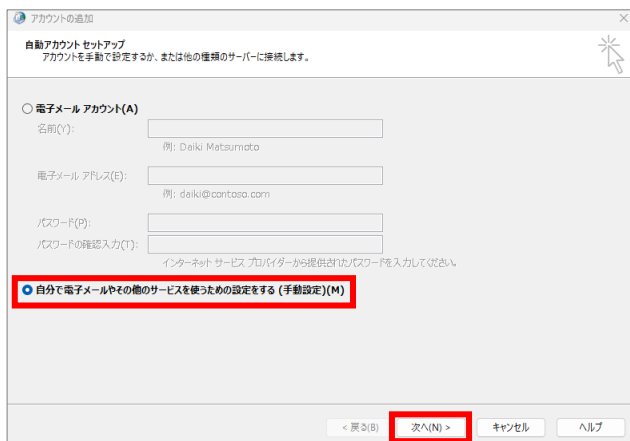 アカウントの追加
自動アカウント セットアップ
アカウントを手動で設定するか、または他の種類のサーバーに接続します。
電子メール アカウント(A)
名前(Y):
例: Daiki Matsumoto
電子メール アドレス(E):
例: daiki@contoso.com
パスワード(P):
パスワードの確認入力(T):
インターネット サービス プロバイダーから提供されたパスワードを入力してください。
自分で電子メールやその他のサービスを使うための設定をする (手動設定)(M)
< 戻る(B) 次へ(N) > キャンセル ヘルプ